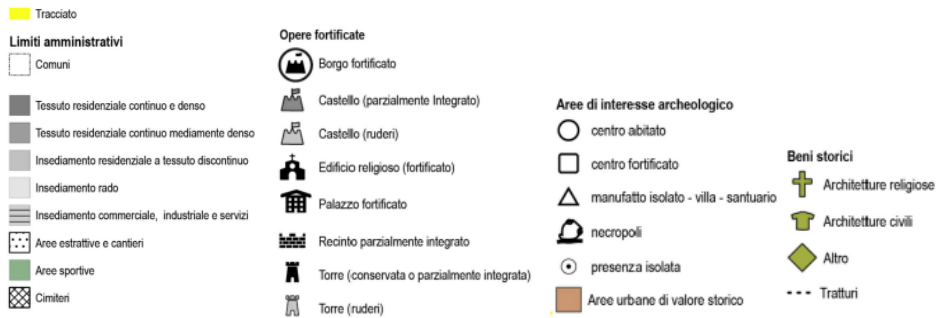 Tracciato
Limiti amministrativi
Comuni
Tessuto residenziale continuo e denso
Tessuto residenziale continuo mediamente denso
Insediamento residenziale a tessuto discontinuo
Insediamento rado
Insediamento commerciale, industriale e servizi
Aree estrattive e cantieri
Aree sportive
Cimiteri
Opere fortificate
Borgo fortificato
Castello (parzialmente Integrato)
Castello (ruderi)
Edificio religioso (fortificato)
Palazzo fortificato
Recinto parzialmente integrato
Torre (conservata o parzialmente integrata)
Torre (ruderi)
Aree di interesse archeologico
centro abitato
centro fortificato
manufatto isolato - villa - santuario
necropoli
presenza isolata
Aree urbane di valore storico
Beni storici
Architetture religiose
Architetture civili
Altro
Tratturi